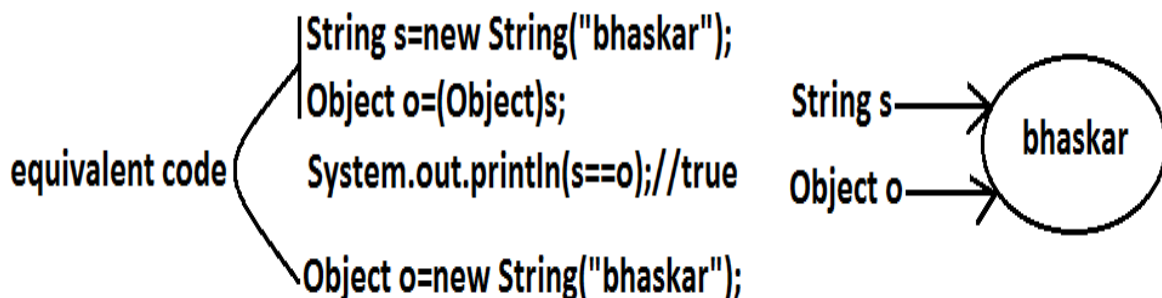 String s=new String("bhaskar");
Object o=(Object)s;
equivalent code
System.out.println(s==o);//true
Object o=new String("bhaskar");
String s
Object o
bhaskar